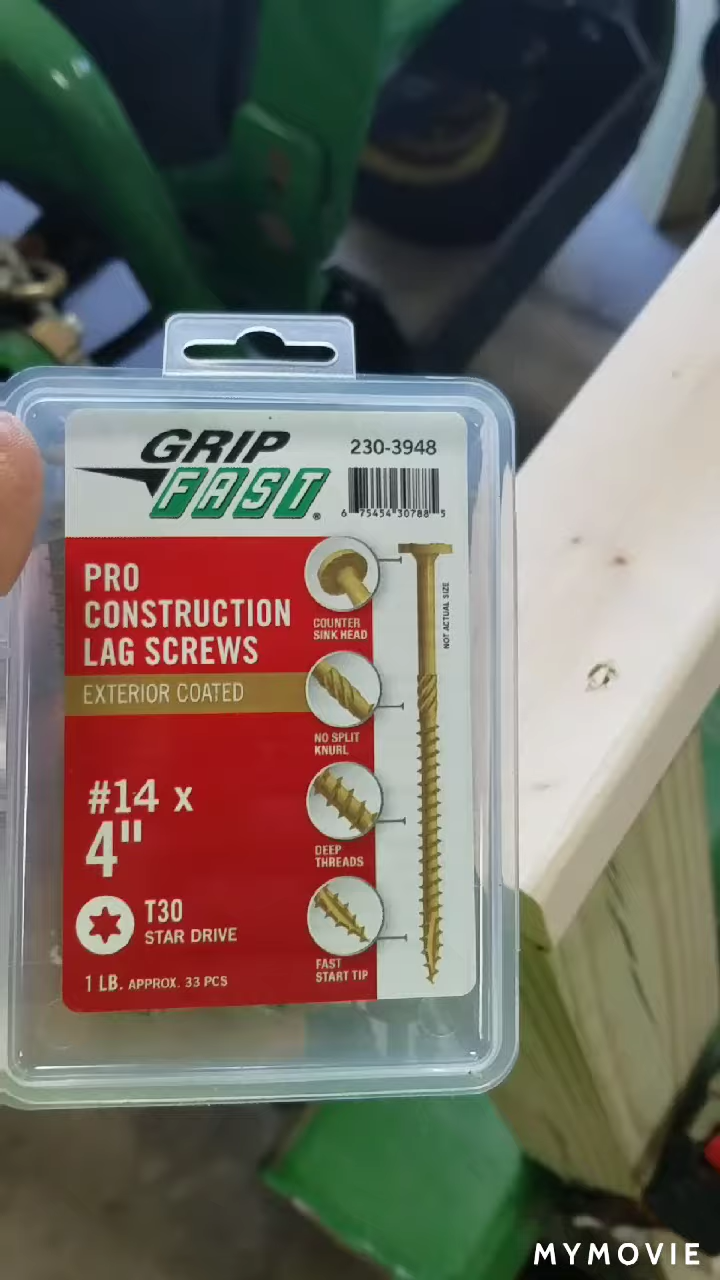 GRIP
FAST®
230-3948
6 75454 30788 5
PRO
CONSTRUCTION
LAG SCREWS
EXTERIOR COATED
#14 x
4"
T30
STAR DRIVE
1 LB. APPROX. 33 PCS
COUNTER
SINK HEAD
NO SPLIT
KNURL
DEEP
THREADS
FAST
START TIP
NOT ACTUAL SIZE
MYMOVIE